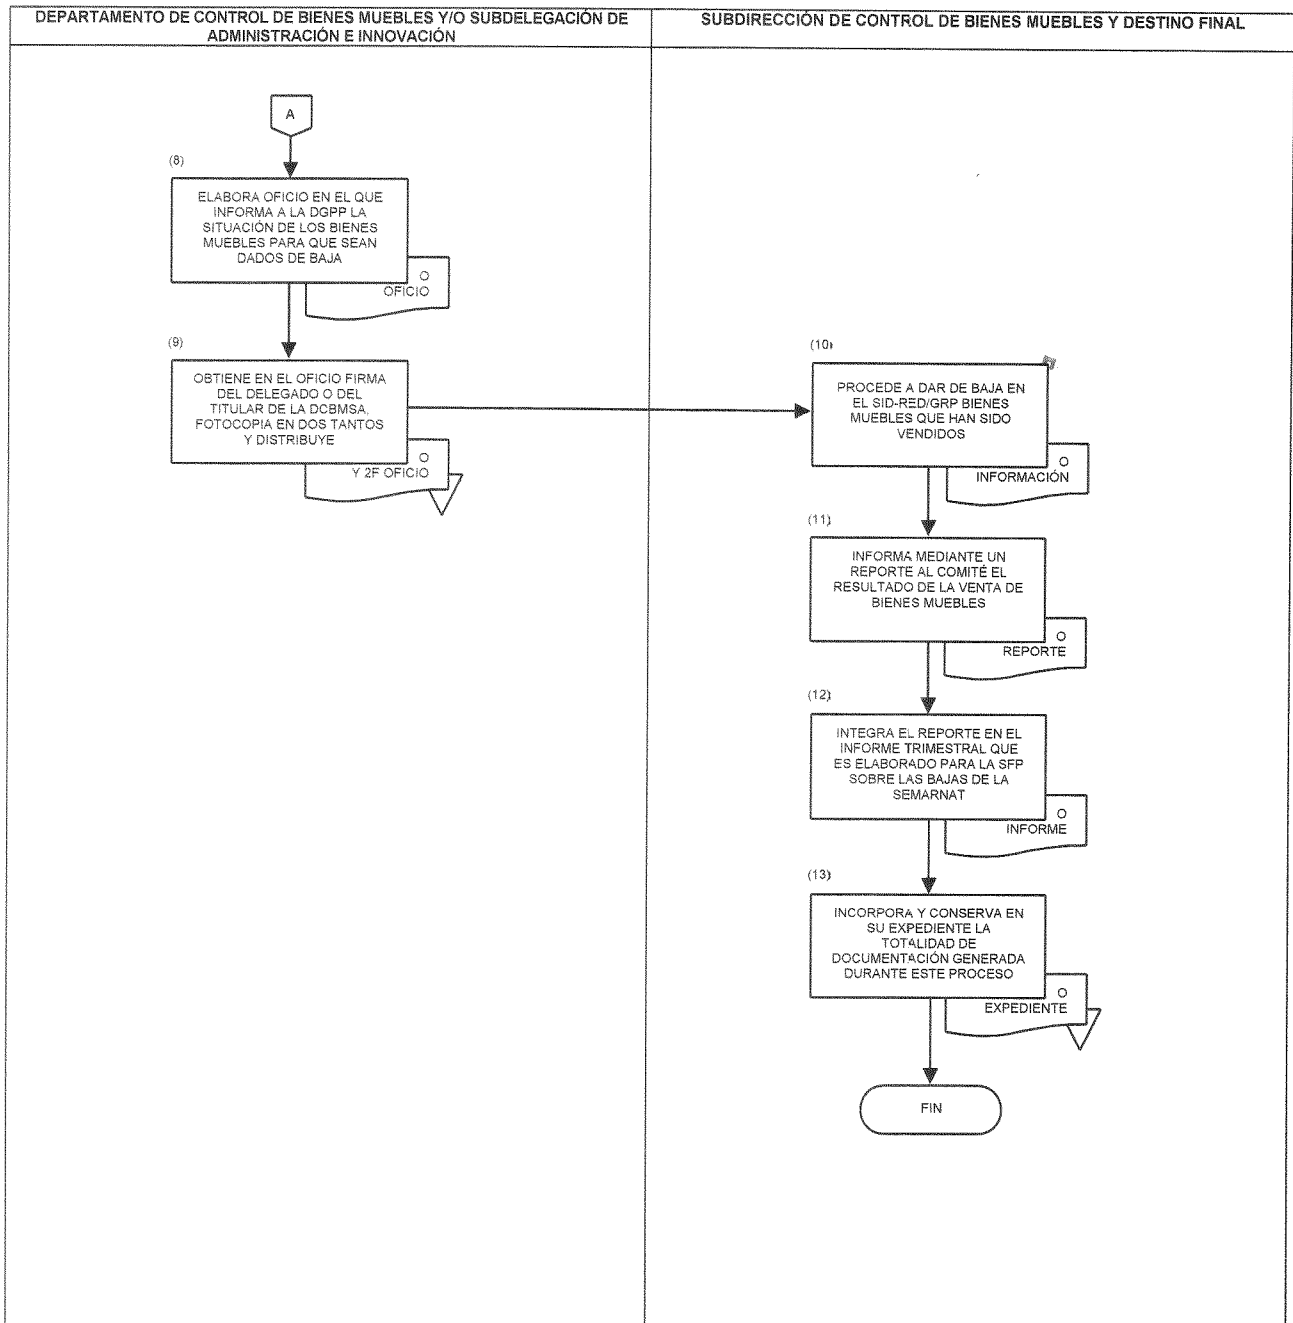 DEPARTAMENTO DE CONTROL DE BIENES MUEBLES Y/O SUBDELEGACIÓN DE
ADMINISTRACIÓN E INNOVACIÓN
SUBDIRECCIÓN DE CONTROL DE BIENES MUEBLES Y DESTINO FINAL
A
(8)
ELABORA OFICIO EN EL QUE
INFORMA A LA DGPP LA
SITUACIÓN DE LOS BIENES
MUEBLES PARA QUE SEAN
DADOS DE BAJA
O
OFICIO
(9)
OBTIENE EN EL OFICIO FIRMA
DEL DELEGADO O DEL
TITULAR DE LA DCBMSA,
FOTOCOPIA EN DOS TANTOS
Y DISTRIBUYE
O
Y 2F OFICIO
(10)
PROCEDE A DAR DE BAJA EN
EL SID-RED/GRP BIENES
MUEBLES QUE HAN SIDO
VENDIDOS
O
INFORMACIÓN
(11)
INFORMA MEDIANTE UN
REPORTE AL COMITÉ EL
RESULTADO DE LA VENTA DE
BIENES MUEBLES
O
REPORTE
(12)
INTEGRA EL REPORTE EN EL
INFORME TRIMESTRAL QUE
ES ELABORADO PARA LA SFP
SOBRE LAS BAJAS DE LA
SEMARNAT
O
INFORME
(13)
INCORPORA Y CONSERVA EN
SU EXPEDIENTE LA
TOTALIDAD DE
DOCUMENTACIÓN GENERADA
DURANTE ESTE PROCESO
O
EXPEDIENTE
FIN